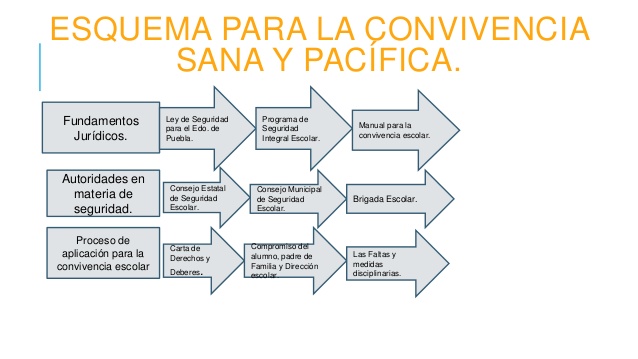 ESQUEMA PARA LA CONVIVENCIA
SANA Y PACÍFICA.
Fundamentos
Jurídicos.
Ley de Seguridad
para el Edo. de
Puebla.
Programa de
Seguridad
Integral Escolar.
Manual para la
convivencia escolar.
Autoridades en
materia de
seguridad.
Consejo Estatal
de Seguridad
Escolar.
Consejo Municipal
de Seguridad
Escolar.
Brigada Escolar.
Proceso de
aplicación para la
convivencia escolar
Carta de
Derechos y
Deberes.
Compromiso del
alumno, padre de
Familia y Dirección
escolar.
Las Faltas y
medidas
disciplinarias.